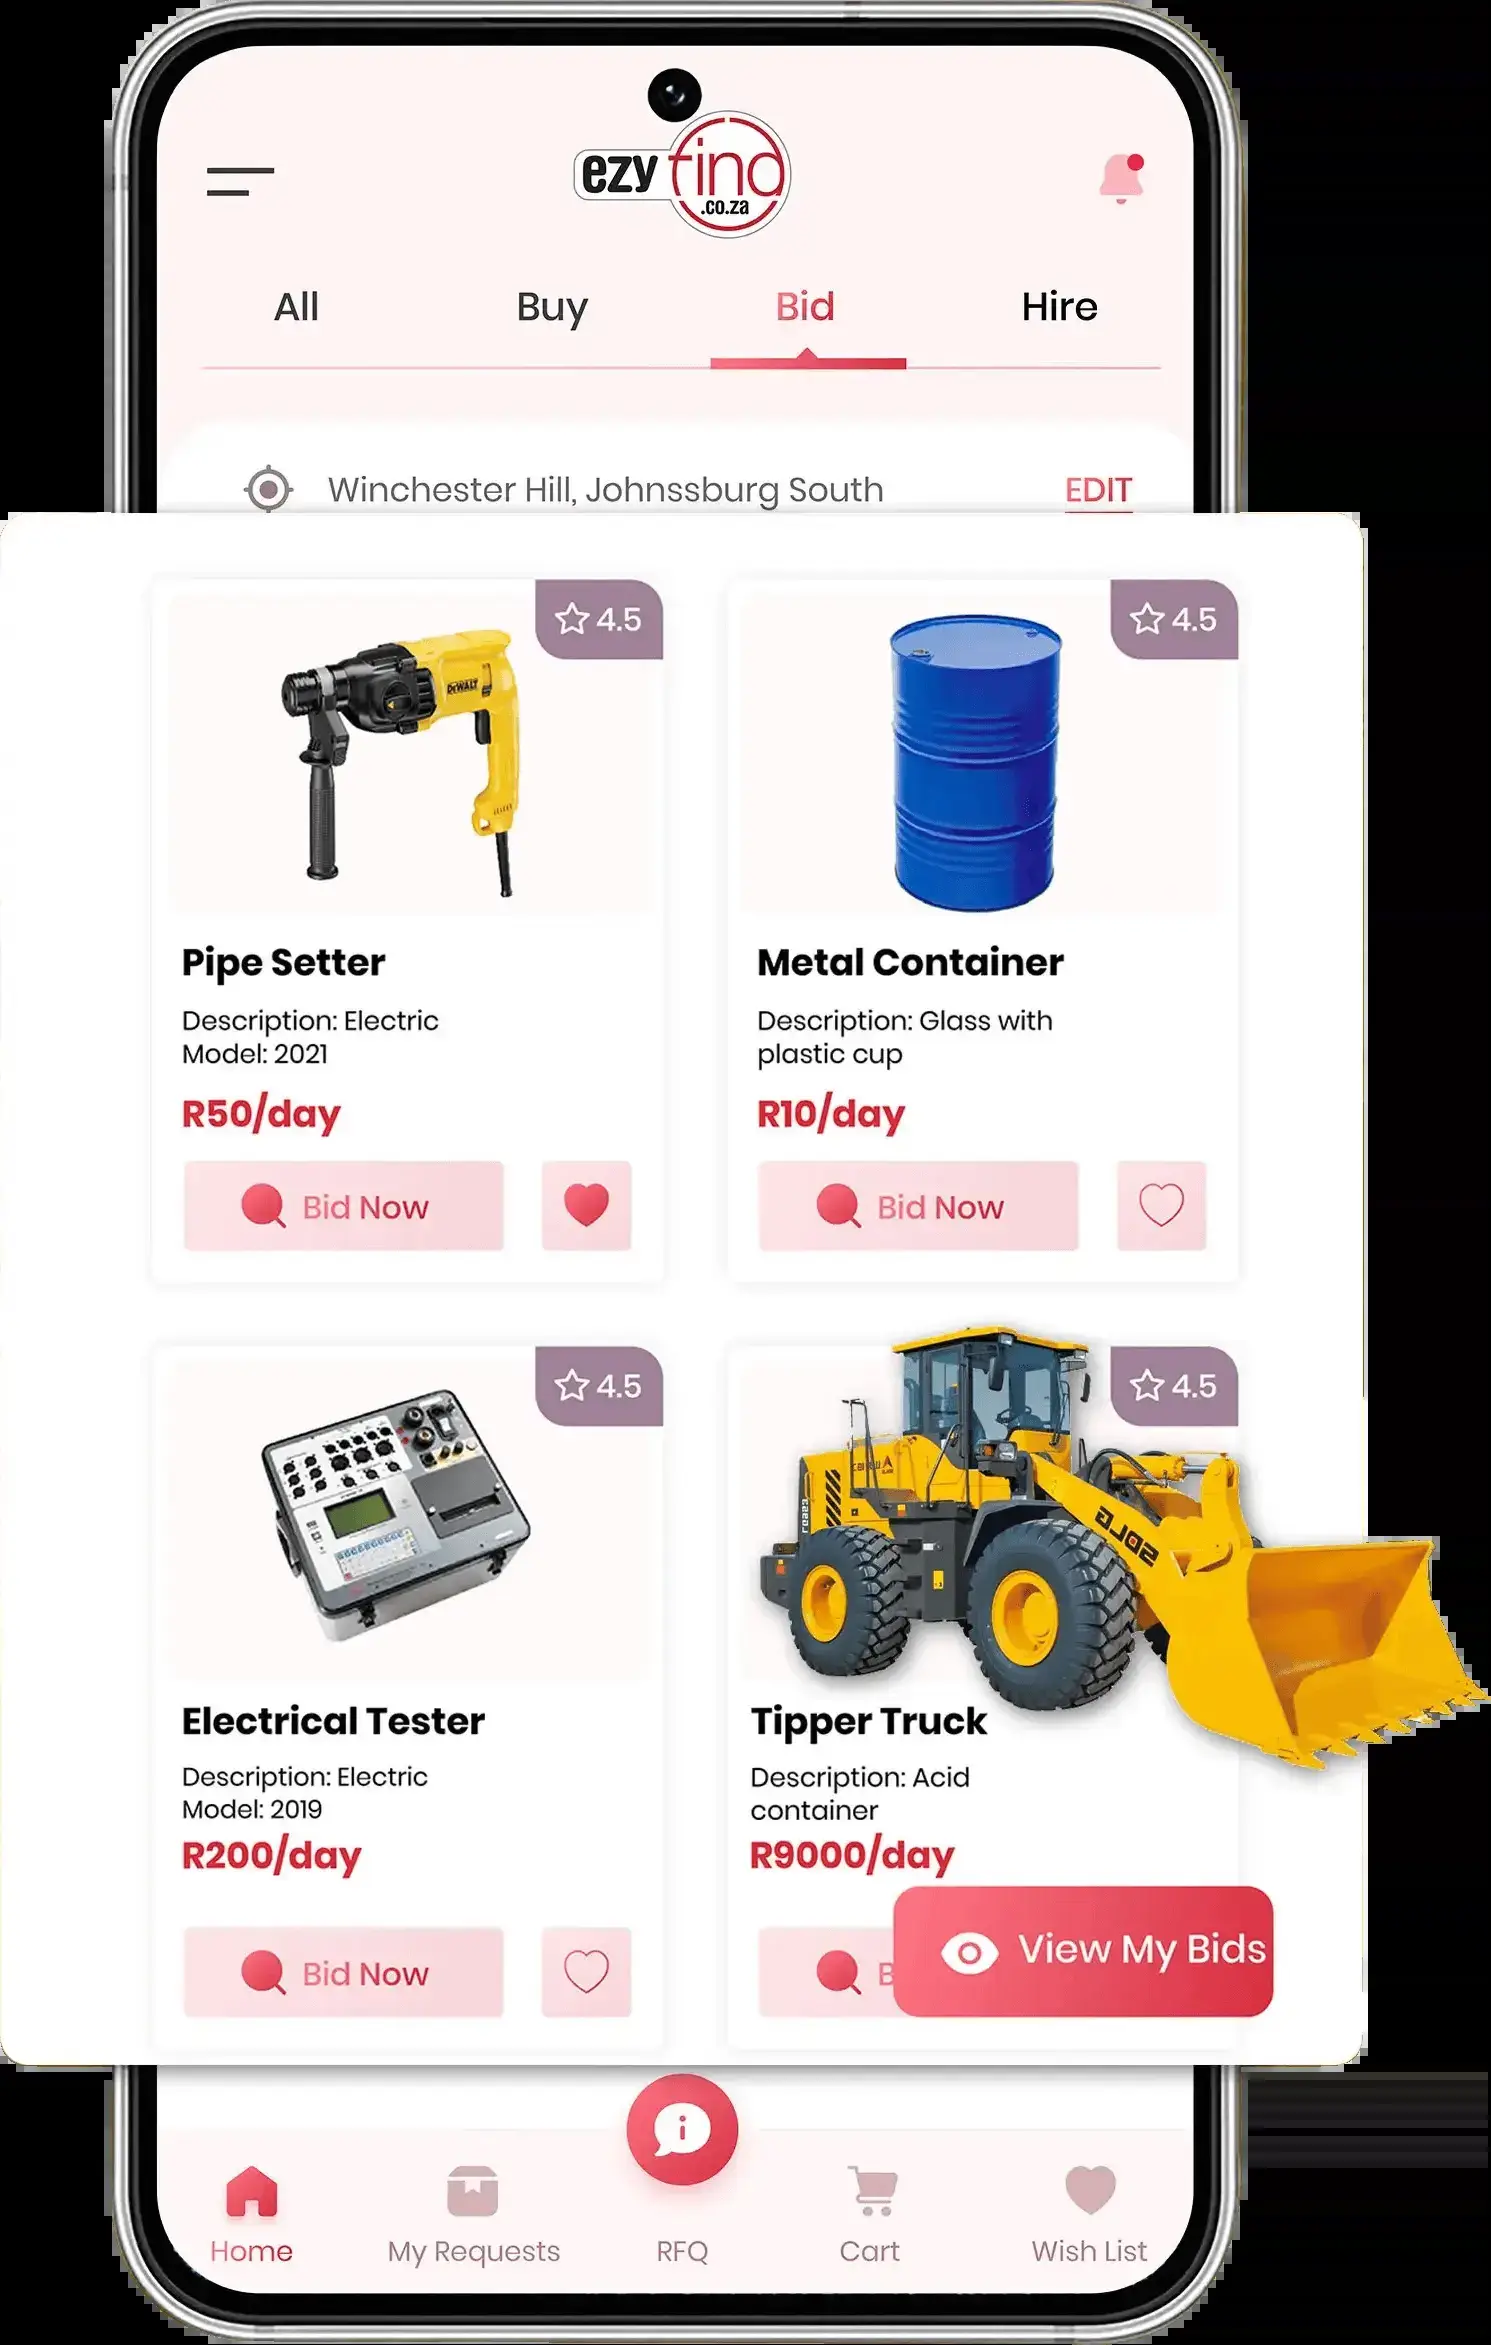 ezyfind
.co.za
All Buy Bid Hire
Winchester Hill, Johnssburg South EDIT
4.5 4.5
DEWALT
Pipe Setter Metal Container
Description: Electric Description: Glass with
Model: 2021 plastic cup
R50/day R10/day
Bid Now Bid Now
4.5 4.5
SDLG
Electrical Tester Tipper Truck
Description: Electric Description: Acid
Model: 2019 container
R200/day R9000/day
Bid Now B View My Bids
Home My Requests RFQ Cart Wish List